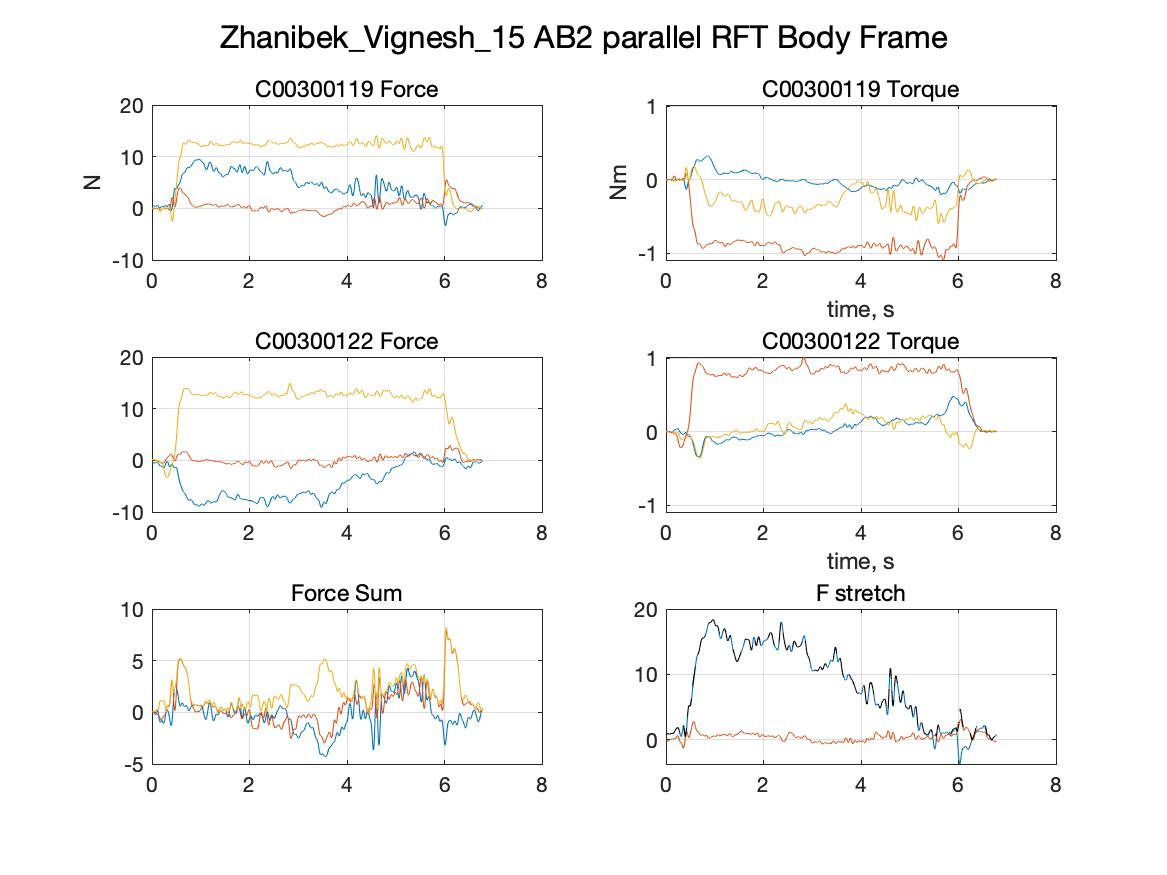 Zhanibek_Vignesh_15 AB2 parallel RFT Body Frame
C00300119 Force
20
10
0
-10
N
0 2 4 6 8
C00300119 Torque
1
0
-1
Nm
0 2 4 6 8
time, s
C00300122 Force
20
10
0
-10
0 2 4 6 8
C00300122 Torque
1
0
-1
0 2 4 6 8
time, s
Force Sum
10
5
0
-5
0 2 4 6 8
F stretch
20
10
0
0 2 4 6 8